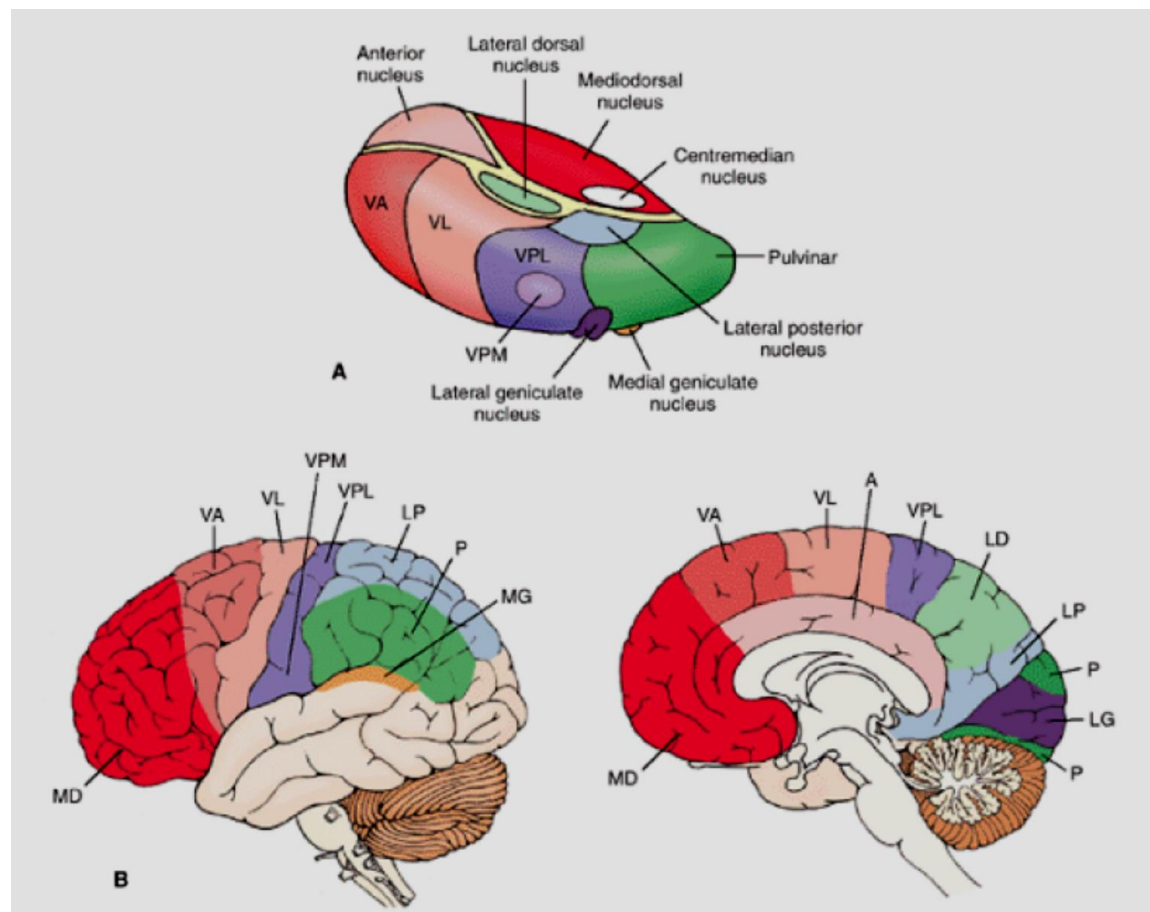 Anterior
nucleus
Lateral dorsal
nucleus
Mediodorsal
nucleus
Centremedian
nucleus
VA
VL
VPL
Pulvinar
Lateral posterior
nucleus
VPM
A
Lateral geniculate
nucleus
Medial geniculate
nucleus
VPM
VPL
VL
VA
LP
P
MG
MD
B
A
VL
VA
VPL
LD
LP
P
LG
P
MD